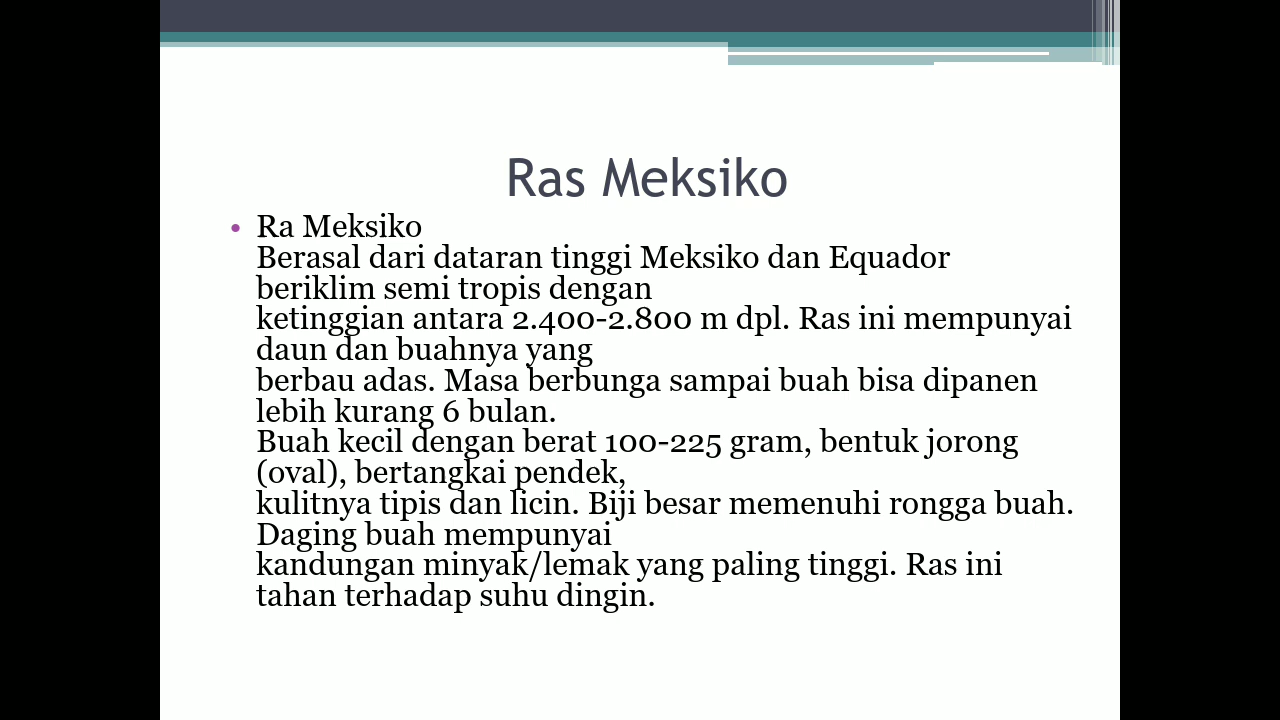 Ras Meksiko
• Ra Meksiko
Berasal dari dataran tinggi Meksiko dan Equador
beriklim semi tropis dengan
ketinggian antara 2.400-2.800 m dpl. Ras ini mempunyai
daun dan buahnya yang
berbau adas. Masa berbunga sampai buah bisa dipanen
lebih kurang 6 bulan.
Buah kecil dengan berat 100-225 gram, bentuk jorong
(oval), bertangkai pendek,
kulitnya tipis dan licin. Biji besar memenuhi rongga buah.
Daging buah mempunyai
kandungan minyak/lemak yang paling tinggi. Ras ini
tahan terhadap suhu dingin.